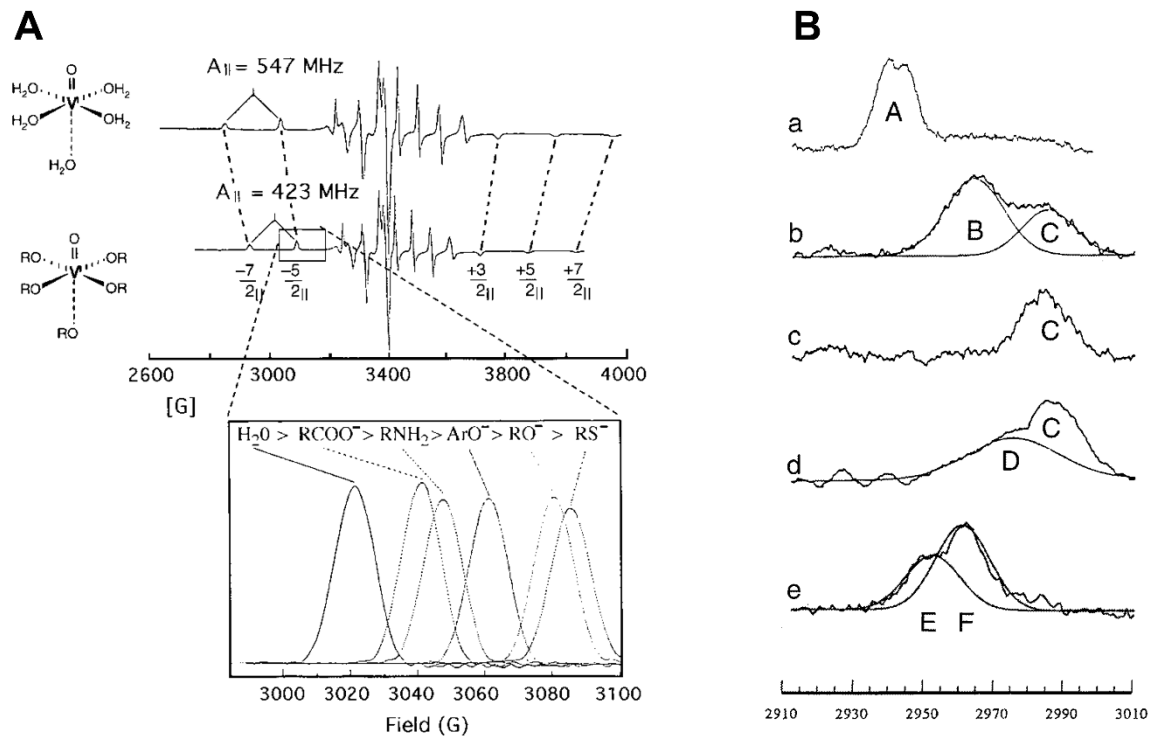 A
A|| = 547 MHz
O
V
H₂O
OH₂
H₂O
OH₂
H₂O
A|| = 423 MHz
O
V
RO
OR
RO
OR
RO
-7/2||
-5/2||
+3/2||
+5/2||
+7/2||
2600 3000 3400 3800 4000
[G]
H₂0 > RCOO⁻> RNH₂> ArO⁻> RO⁻ > RS⁻
3000 3020 3040 3060 3080 3100
Field (G)
B
a
A
b
B
C
c
C
d
D
C
e
E F
2910 2930 2950 2970 2990 3010